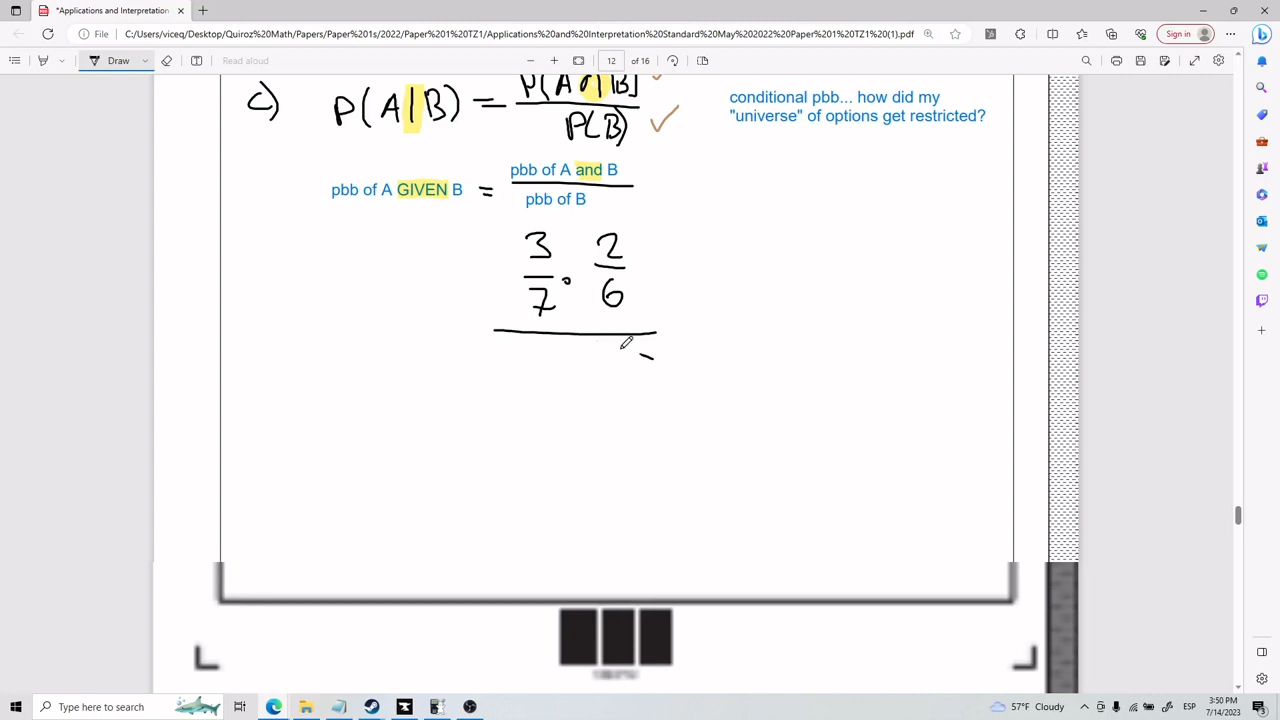 *Applications and Interpretation
File C:/Users/viceq/Desktop/Quiroz%20Math/Papers/Paper%201s/2022/Paper%201%20TZ1/Applications%20and%20Interpretation%20Standard%20May%202022%20Paper%201%20TZ1%20(1).pdf
Sign in
Draw
Read aloud
12 of 16
c) P(A|B) = P(A ∩ B)
P(B)
conditional pbb... how did my
"universe" of options get restricted?
pbb of A GIVEN B = pbb of A and B
pbb of B
3 2
7 · 6
Type here to search
57°F Cloudy
ESP
3:50 PM
7/14/2023